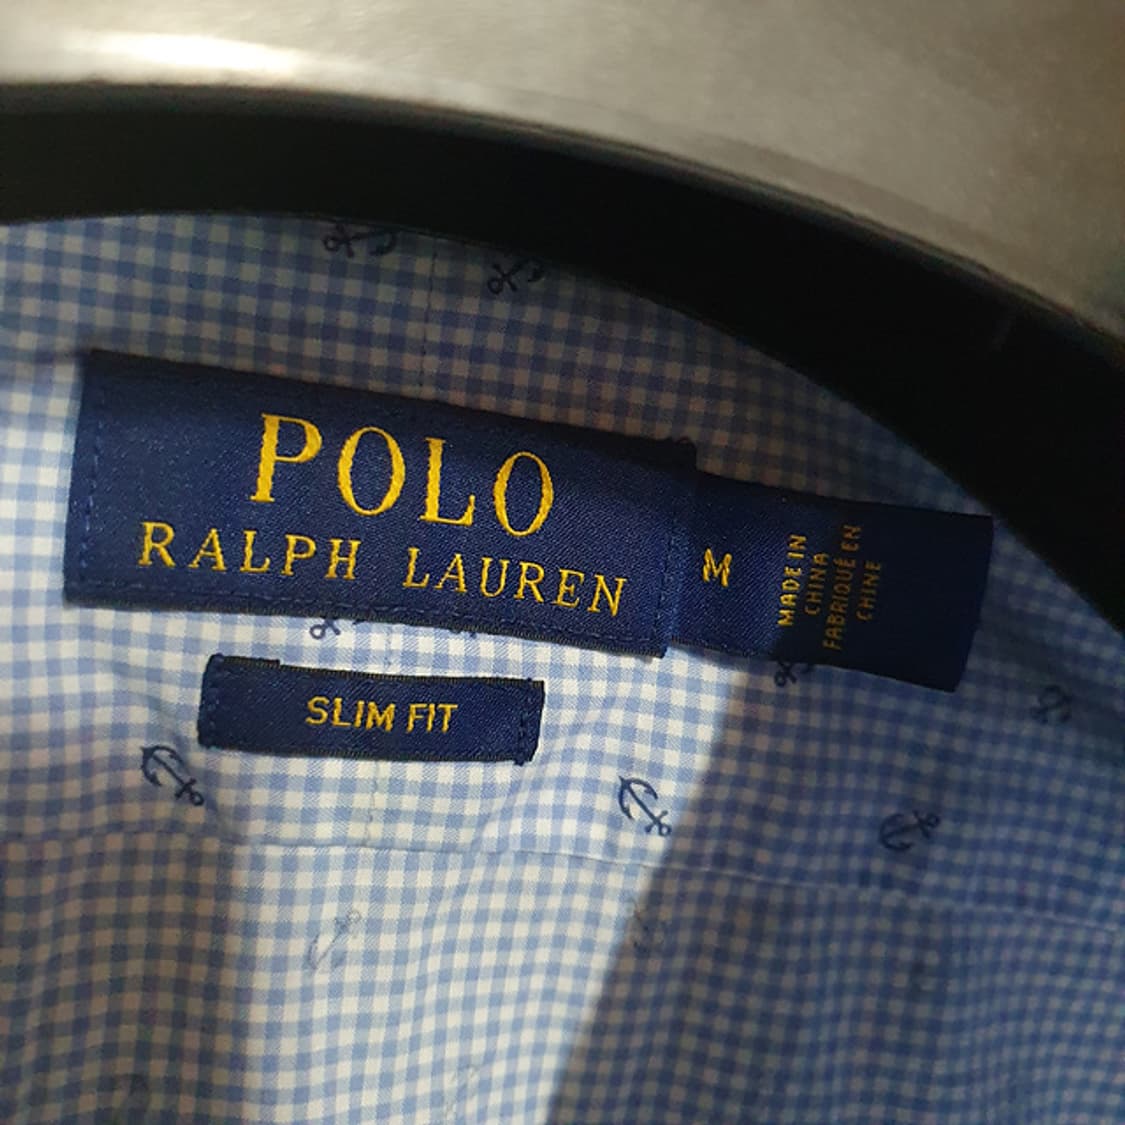 POLO
RALPH LAUREN
M
MADE IN
CHINA
FABRIQUÉ EN
CHINE
SLIM FIT